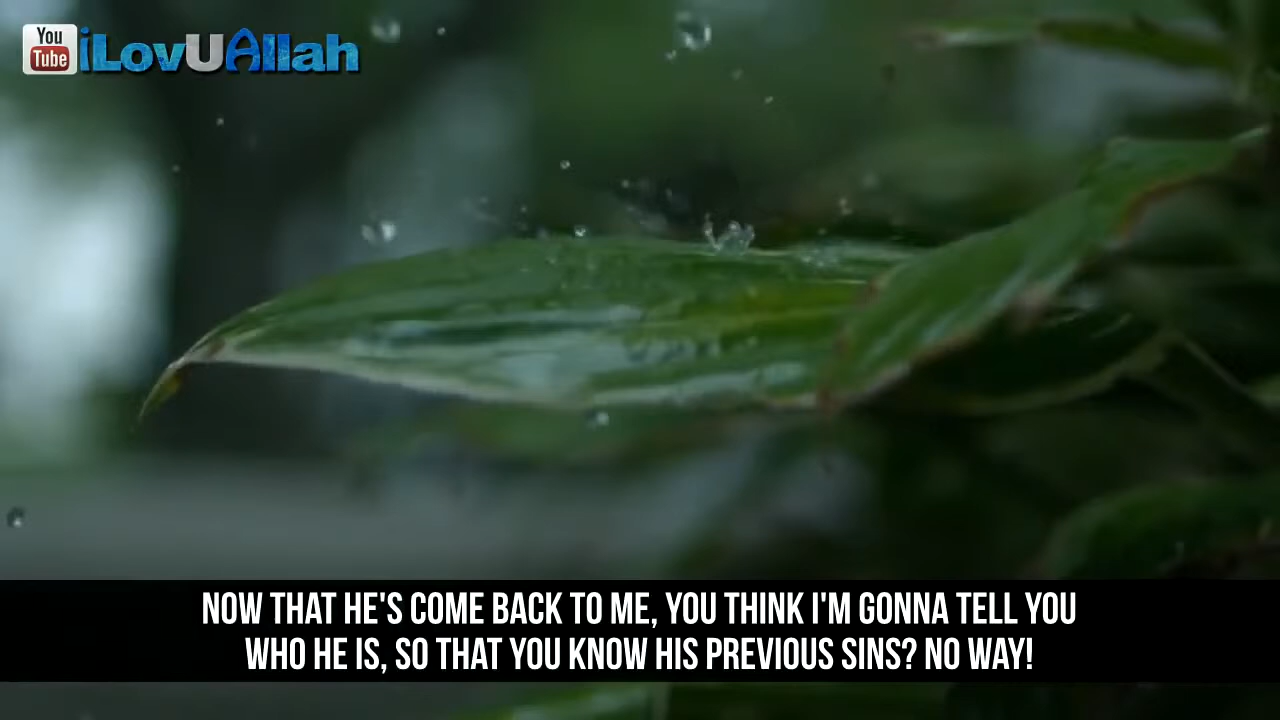 You
Tube
iLovUAllah
NOW THAT HE'S COME BACK TO ME, YOU THINK I'M GONNA TELL YOU
WHO HE IS, SO THAT YOU KNOW HIS PREVIOUS SINS? NO WAY!